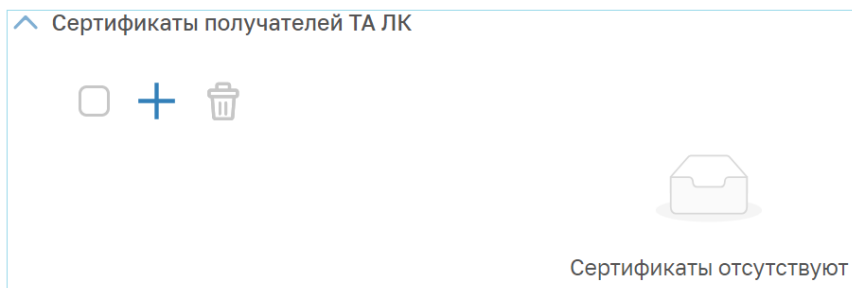 Сертификаты получателей ТА ЛК
Сертификаты отсутствуют